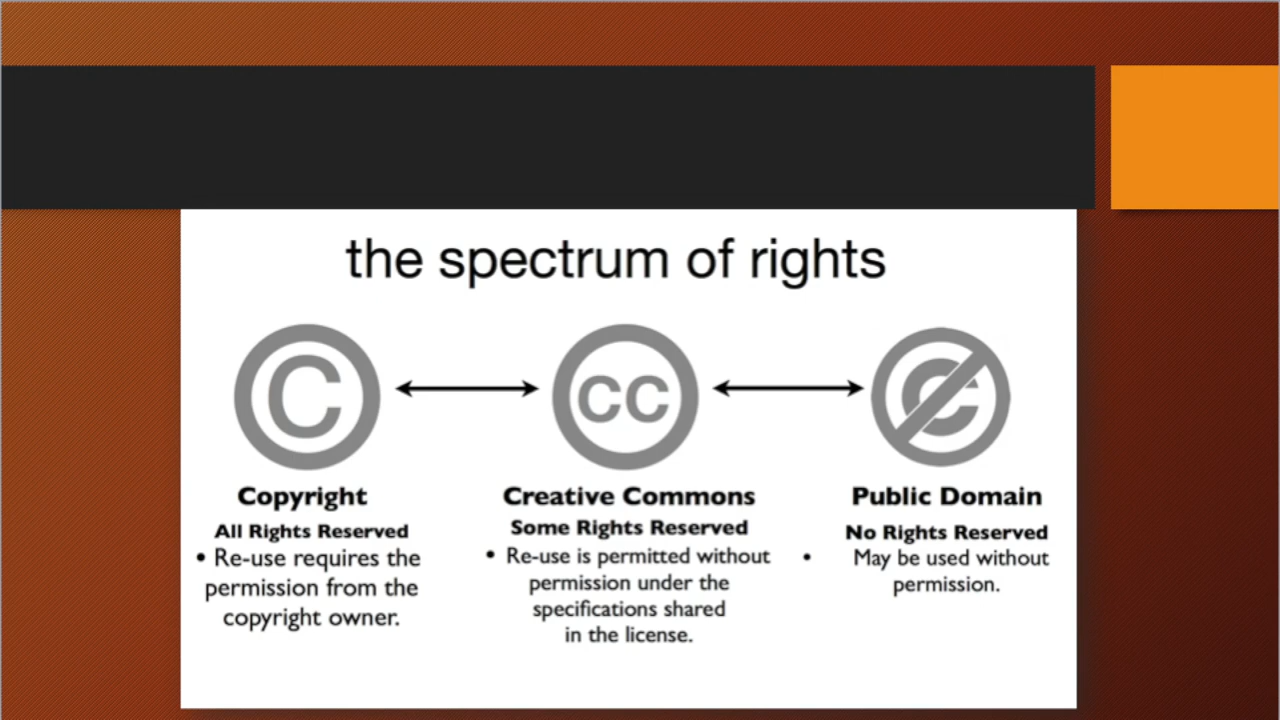 the spectrum of rights
C
CC
C
Copyright
All Rights Reserved
• Re-use requires the
permission from the
copyright owner.
Creative Commons
Some Rights Reserved
• Re-use is permitted without
permission under the
specifications shared
in the license.
Public Domain
No Rights Reserved
• May be used without
permission.